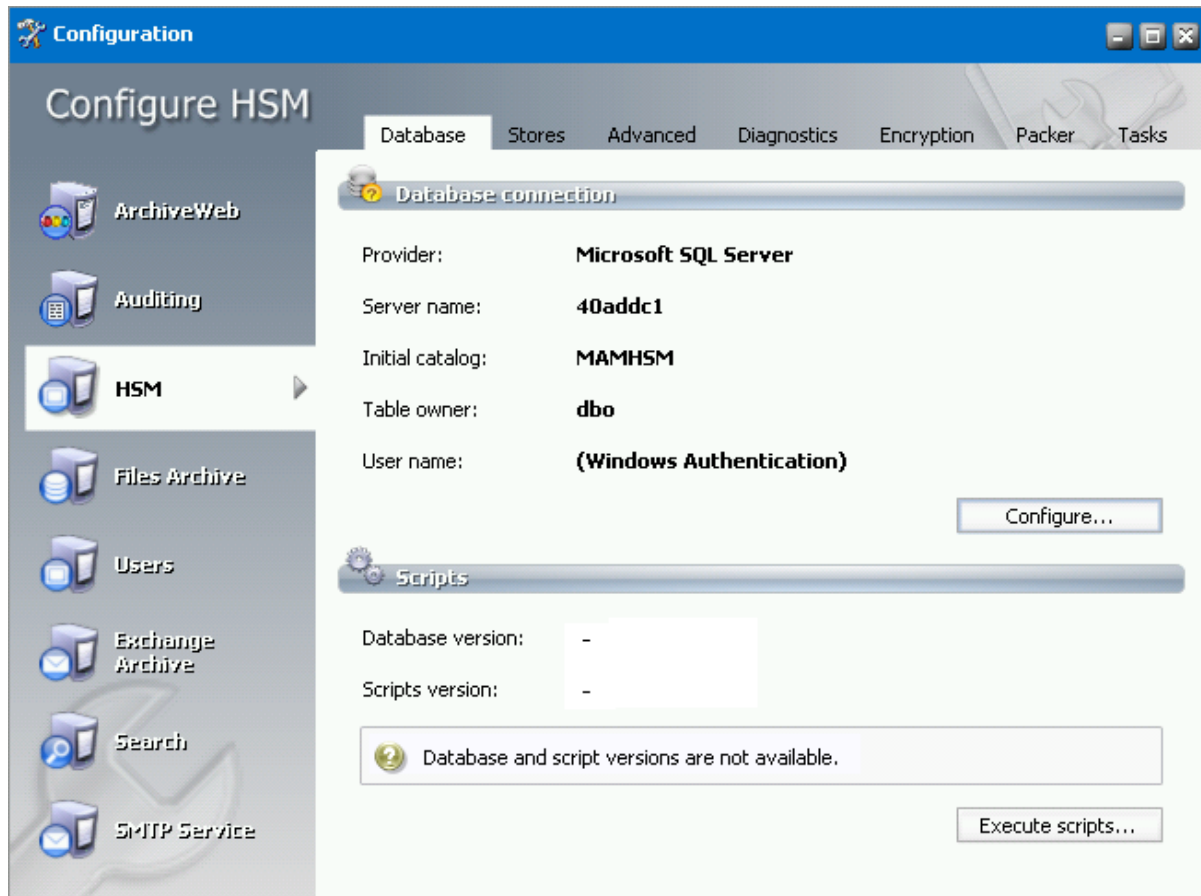 Configuration
Configure HSM
Database Stores Advanced Diagnostics Encryption Packer Tasks
ArchiveWeb
Auditing
HSM
Files Archive
Users
Exchange
Archive
Search
SMTP Service
Database connection
Provider: Microsoft SQL Server
Server name: 40addc1
Initial catalog: MAMHSM
Table owner: dbo
User name: (Windows Authentication)
Configure...
Scripts
Database version: -
Scripts version: -
Database and script versions are not available.
Execute scripts...